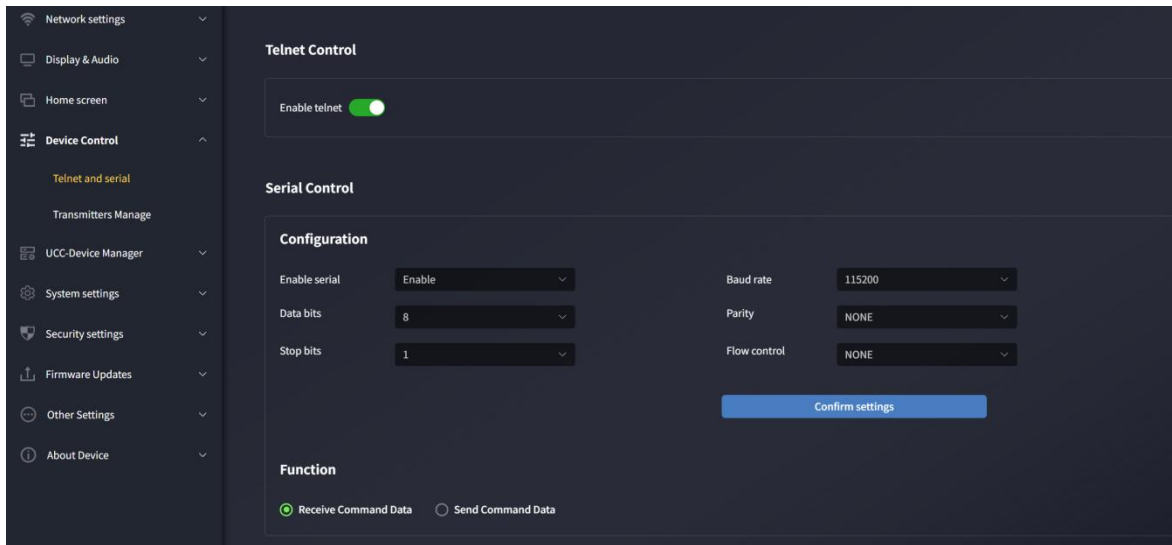 Network settings
Display & Audio
Home screen
Device Control
Telnet and serial
Transmitters Manage
UCC-Device Manager
System settings
Security settings
Firmware Updates
Other Settings
About Device
Telnet Control
Enable telnet
Serial Control
Configuration
Enable serial Enable Baud rate 115200
Data bits 8 Parity NONE
Stop bits 1 Flow control NONE
Confirm settings
Function
Receive Command Data Send Command Data